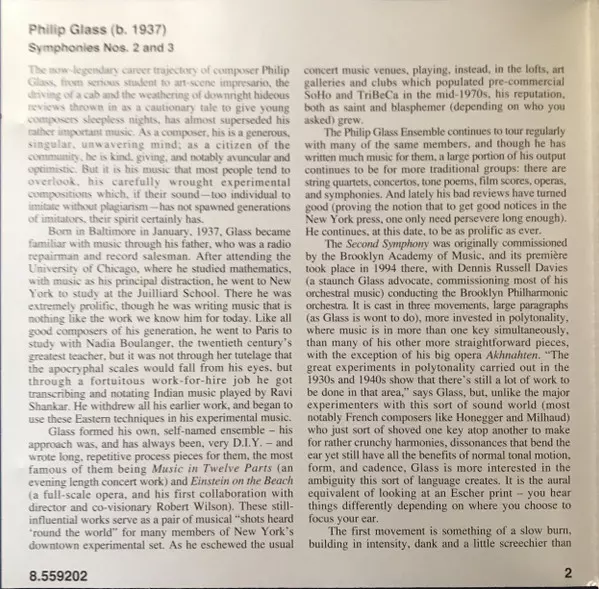 Philip Glass (b. 1937)
Symphonies Nos. 2 and 3
The now-legendary career trajectory of composer Philip
Glass, from serious student to art-scene impresario, the
driving of a cab and the weathering of downright hideous
reviews thrown in as a cautionary tale to give young
composers sleepless nights, has almost superseded his
rather important music. As a composer, his is a generous,
singular, unwavering mind; as a citizen of the
community, he is kind, giving, and notably avuncular and
optimistic. But it is his music that most people tend to
overlook, his carefully wrought experimental
compositions which, if their sound – too individual to
imitate without plagiarism – has not spawned generations
of imitators, their spirit certainly has.
Born in Baltimore in January, 1937, Glass became
familiar with music through his father, who was a radio
repairman and record salesman. After attending the
University of Chicago, where he studied mathematics,
with music as his principal distraction, he went to New
York to study at the Juilliard School. There he was
extremely prolific, though he was writing music that is
nothing like the work we know him for today. Like all
good composers of his generation, he went to Paris to
study with Nadia Boulanger, the twentieth century's
greatest teacher, but it was not through her tutelage that
the apocryphal scales would fall from his eyes, but
through a fortuitous work-for-hire job he got
transcribing and notating Indian music played by Ravi
Shankar. He withdrew all his earlier work, and began to
use these Eastern techniques in his experimental music.
Glass formed his own, self-named ensemble – his
approach was, and has always been, very D.I.Y. – and
wrote long, repetitive process pieces for them, the most
famous of them being Music in Twelve Parts (an
evening length concert work) and Einstein on the Beach
(a full-scale opera, and his first collaboration with
director and co-visionary Robert Wilson). These still-
influential works serve as a pair of musical "shots heard
'round the world" for many members of New York's
downtown experimental set. As he eschewed the usual
concert music venues, playing, instead, in the lofts, art
galleries and clubs which populated pre-commercial
SoHo and TriBeCa in the mid-1970s, his reputation,
both as saint and blasphemer (depending on who you
asked) grew.
The Philip Glass Ensemble continues to tour regularly
with many of the same members, and though he has
written much music for them, a large portion of his output
continues to be for more traditional groups: there are
string quartets, concertos, tone poems, film scores, operas,
and symphonies. And lately his bad reviews have turned
good (proving the notion that to get good notices in the
New York press, one only need persevere long enough).
He continues, at this date, to be as prolific as ever.
The Second Symphony was originally commissioned
by the Brooklyn Academy of Music, and its première
took place in 1994 there, with Dennis Russell Davies
(a staunch Glass advocate, commissioning most of his
orchestral music) conducting the Brooklyn Philharmonic
orchestra. It is cast in three movements, large paragraphs
(as Glass is wont to do), more invested in polytonality,
where music is in more than one key simultaneously,
than many of his other more straightforward pieces,
with the exception of his big opera Akhnahten. "The
great experiments in polytonality carried out in the
1930s and 1940s show that there's still a lot of work to
be done in that area," says Glass, but, unlike the major
experimenters with this sort of sound world (most
notably French composers like Honegger and Milhaud)
who just sort of shoved one key atop another to make
for rather crunchy harmonies, dissonances that bend the
ear yet still have all the benefits of normal tonal motion,
form, and cadence, Glass is more interested in the
ambiguity this sort of language creates. It is the aural
equivalent of looking at an Escher print – you hear
things differently depending on where you choose to
focus your ear.
The first movement is something of a slow burn,
building in intensity, dank and a little screechier than
8.559202
2